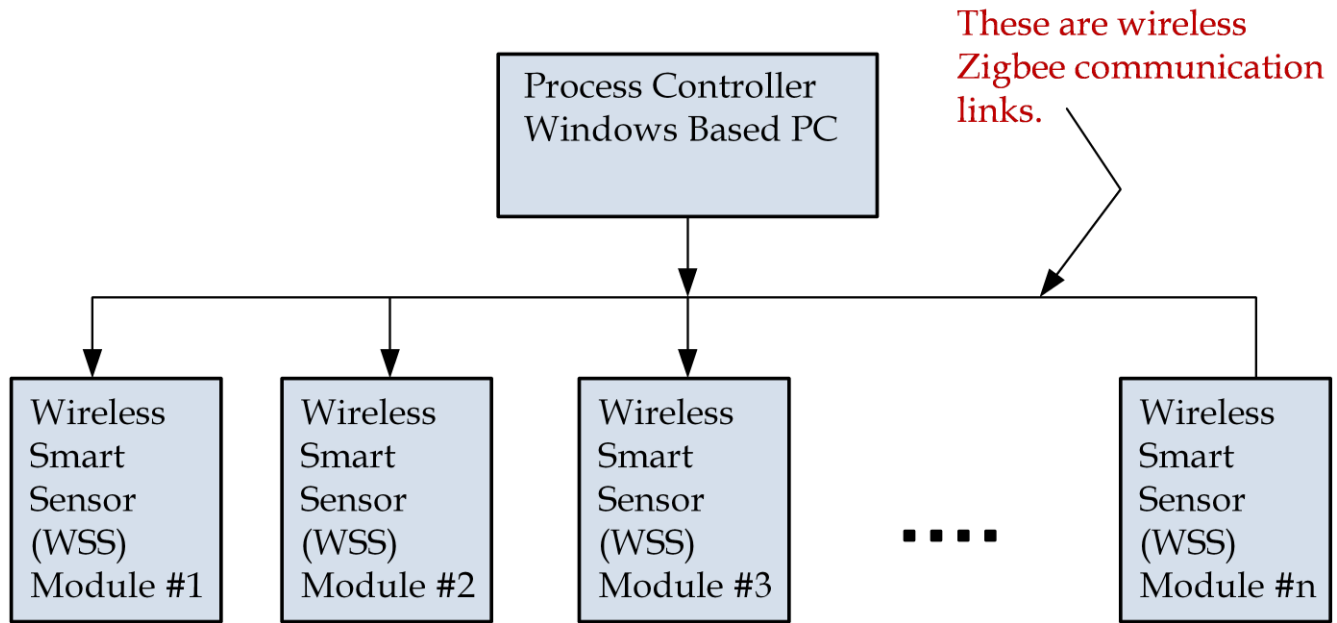 These are wireless
Zigbee communication
links.
Process Controller
Windows Based PC
Wireless
Smart
Sensor
(WSS)
Module #1
Wireless
Smart
Sensor
(WSS)
Module #2
Wireless
Smart
Sensor
(WSS)
Module #3
Wireless
Smart
Sensor
(WSS)
Module #n